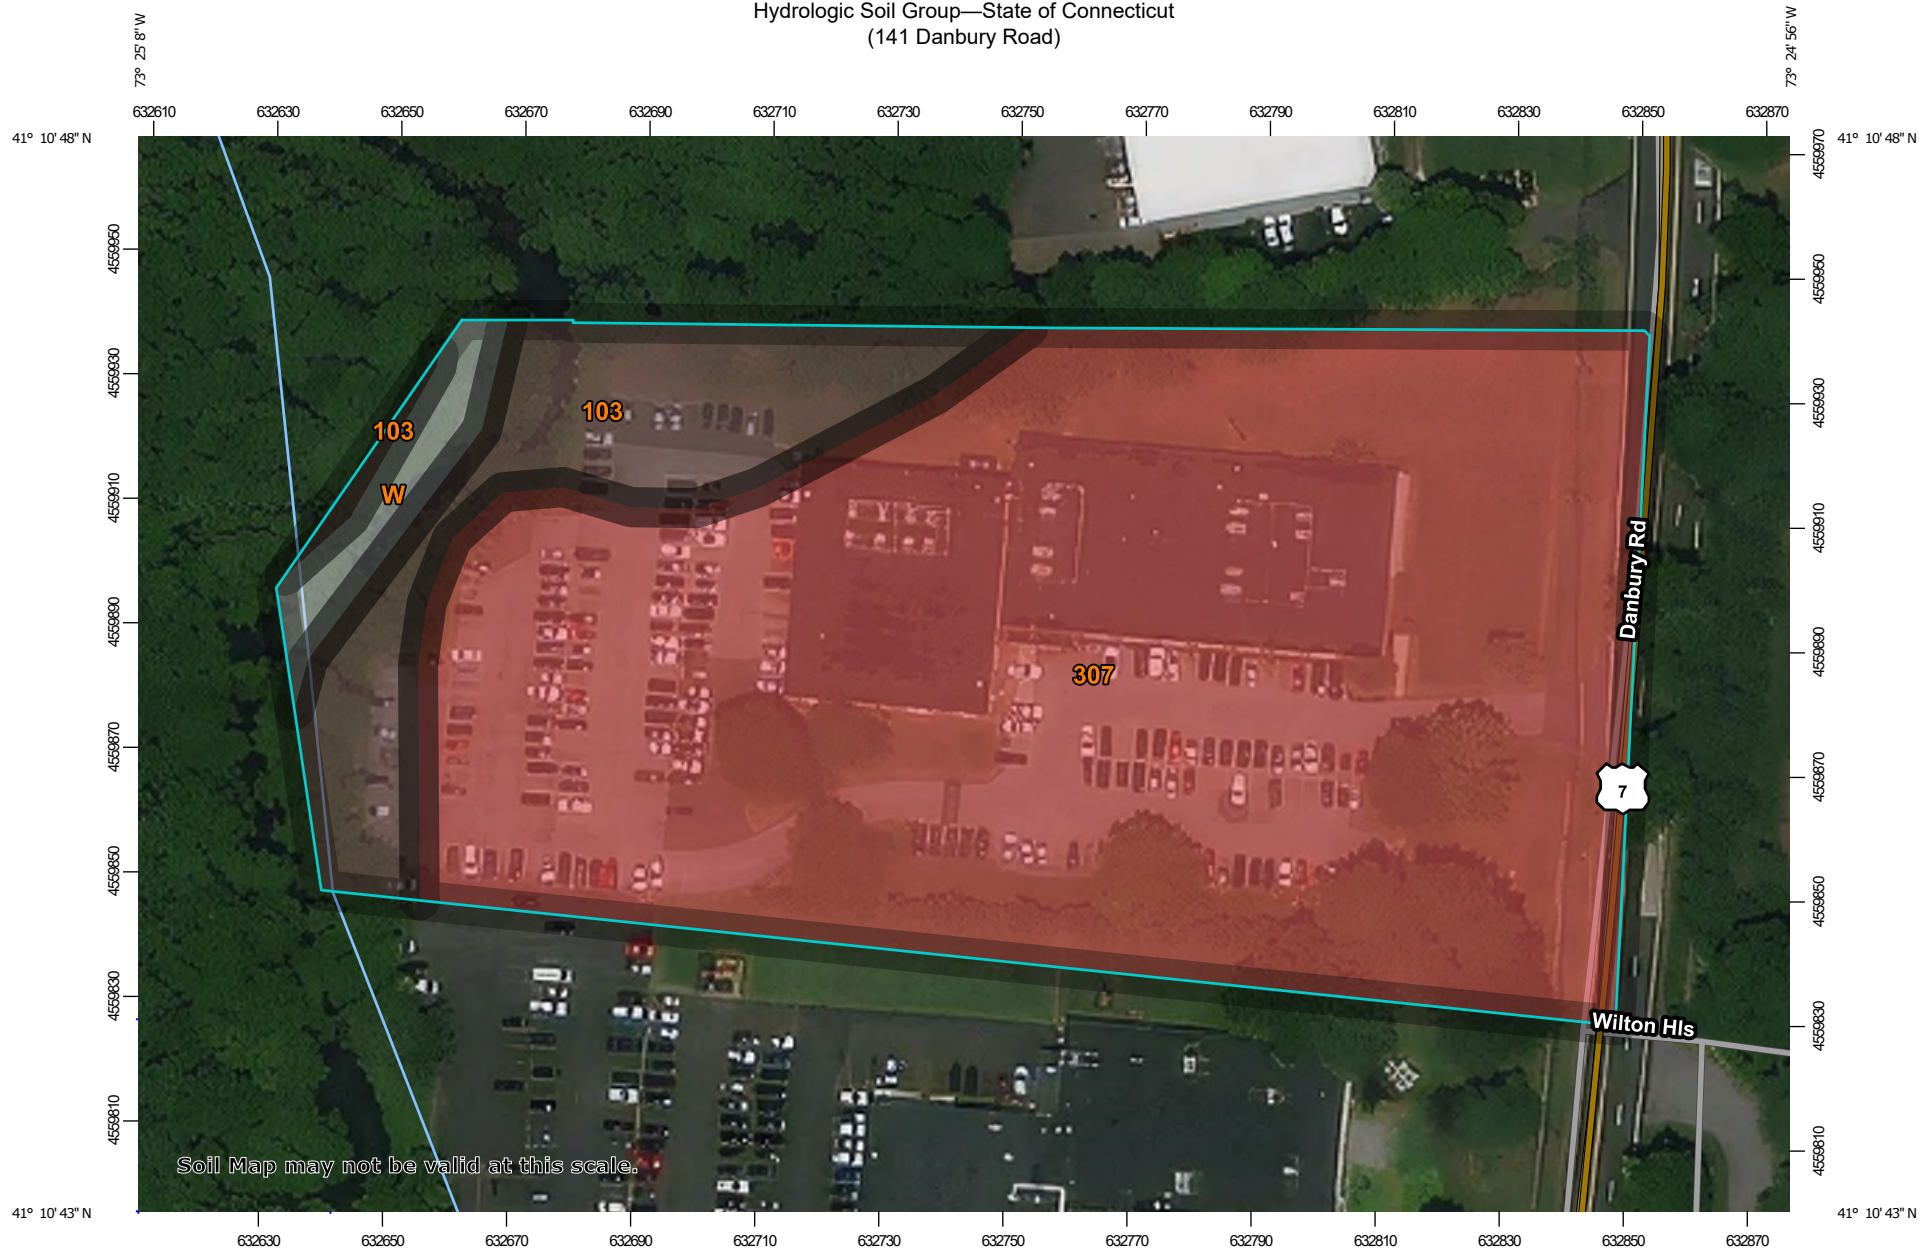 Hydrologic Soil Group—State of Connecticut
(141 Danbury Road)
73° 25' 8'' W
73° 24' 56'' W
632610 632630 632650 632670 632690 632710 632730 632750 632770 632790 632810 632830 632850 632870
41° 10' 48'' N
41° 10' 48'' N
4559970
4559950
4559950
4559930
4559930
103
103
W
4559910
4559910
Danbury Rd
4559890
4559890
307
4559870
4559870
7
4559850
4559850
4559830
4559830
Wilton Hls
4559810
4559810
Soil Map may not be valid at this scale.
41° 10' 43'' N
41° 10' 43'' N
632630 632650 632670 632690 632710 632730 632750 632770 632790 632810 632830 632850 632870